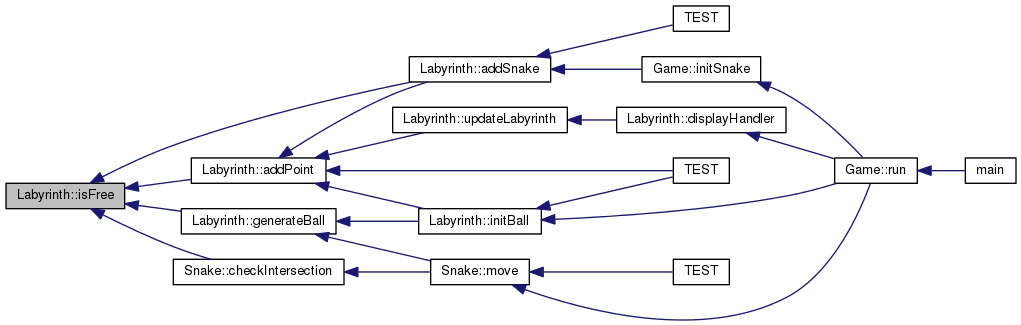 TEST
Labyrinth::addSnake
Game::initSnake
Labyrinth::updateLabyrinth
Labyrinth::displayHandler
Labyrinth::addPoint
TEST
Game::run
main
Labyrinth::isFree
Labyrinth::generateBall
Labyrinth::initBall
Snake::checkIntersection
Snake::move
TEST